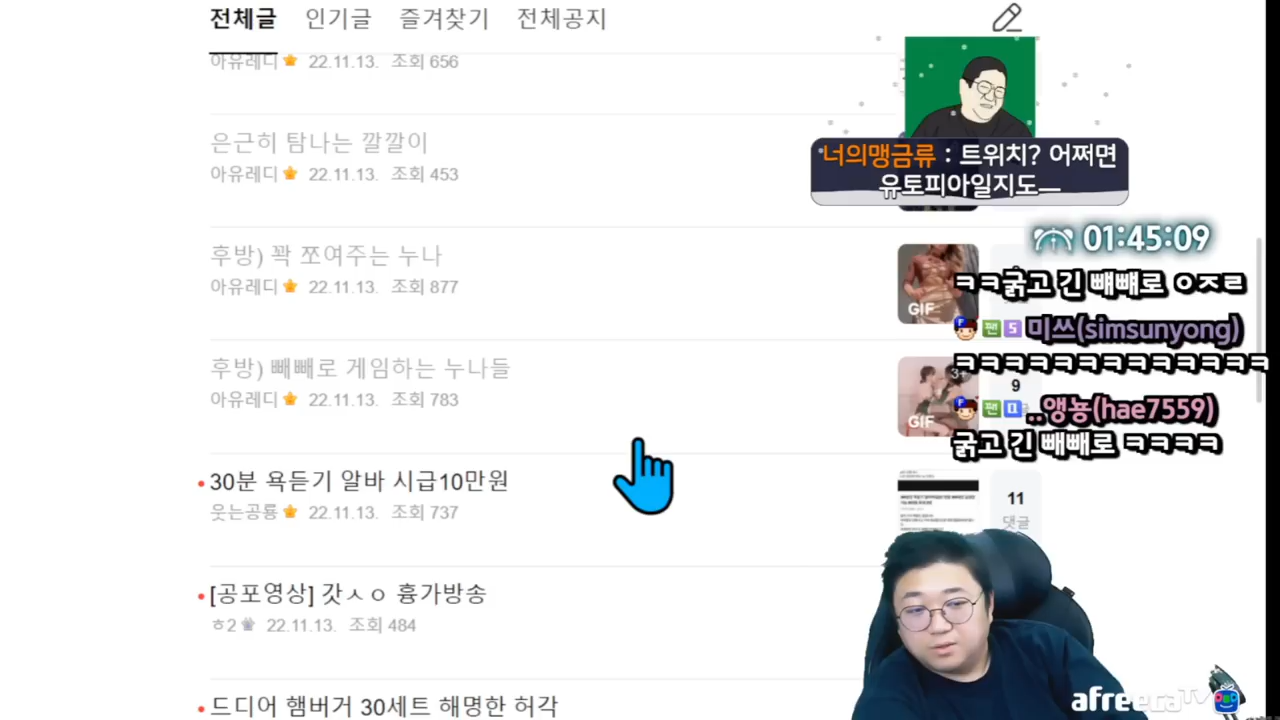 전체글 인기글 즐겨찾기 전체공지
아유레디 22.11.13. 조회 656
은근히 탐나는 깔깔이
아유레디 22.11.13. 조회 453
너의맹금류 : 트위치? 어쩌면
유토피아일지도ㅡ
후방) 꽉 쪼여주는 누나
아유레디 22.11.13. 조회 877
GIF
01:45:09
ㅋㅋ굵고 긴 빼빼로 ㅇㅈㄹ
F 팬 5 미쓰(simsunyong)
ㅋㅋㅋㅋㅋㅋㅋㅋㅋㅋㅋㅋㅋ
후방) 빼빼로 게임하는 누나들
아유레디 22.11.13. 조회 783
3+
GIF
9
F 팬 ..앵뇽(hae7559)
굵고 긴 빼빼로 ㅋㅋㅋㅋ
30분 욕듣기 알바 시급10만원
웃는공룡 22.11.13. 조회 737
11
댓글
[공포영상] 갓ㅅㅇ 흉가방송
ㅎ2 22.11.13. 조회 484
드디어 햄버거 30세트 해명한 허각
afreecaTV